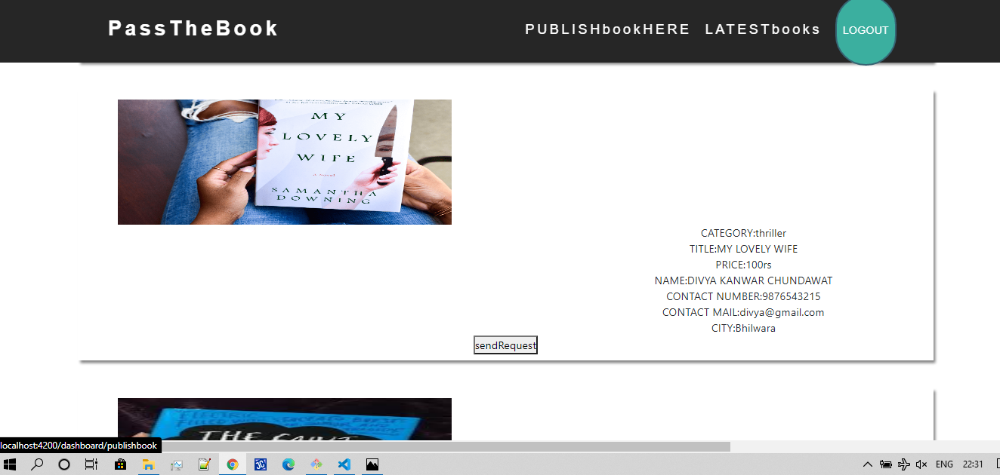 PassTheBook
PUBLISHbookHERE LATESTbooks LOGOUT
MY
LOVELY
WIFE
a Novel
SAMANTHA
DOWNING
CATEGORY:thriller
TITLE:MY LOVELY WIFE
PRICE:100rs
NAME:DIVYA KANWAR CHUNDAWAT
CONTACT NUMBER:9876543215
CONTACT MAIL:divya@gmail.com
CITY:Bhilwara
sendRequest
THE
localhost:4200/dashboard/publishbook
ENG 22:31